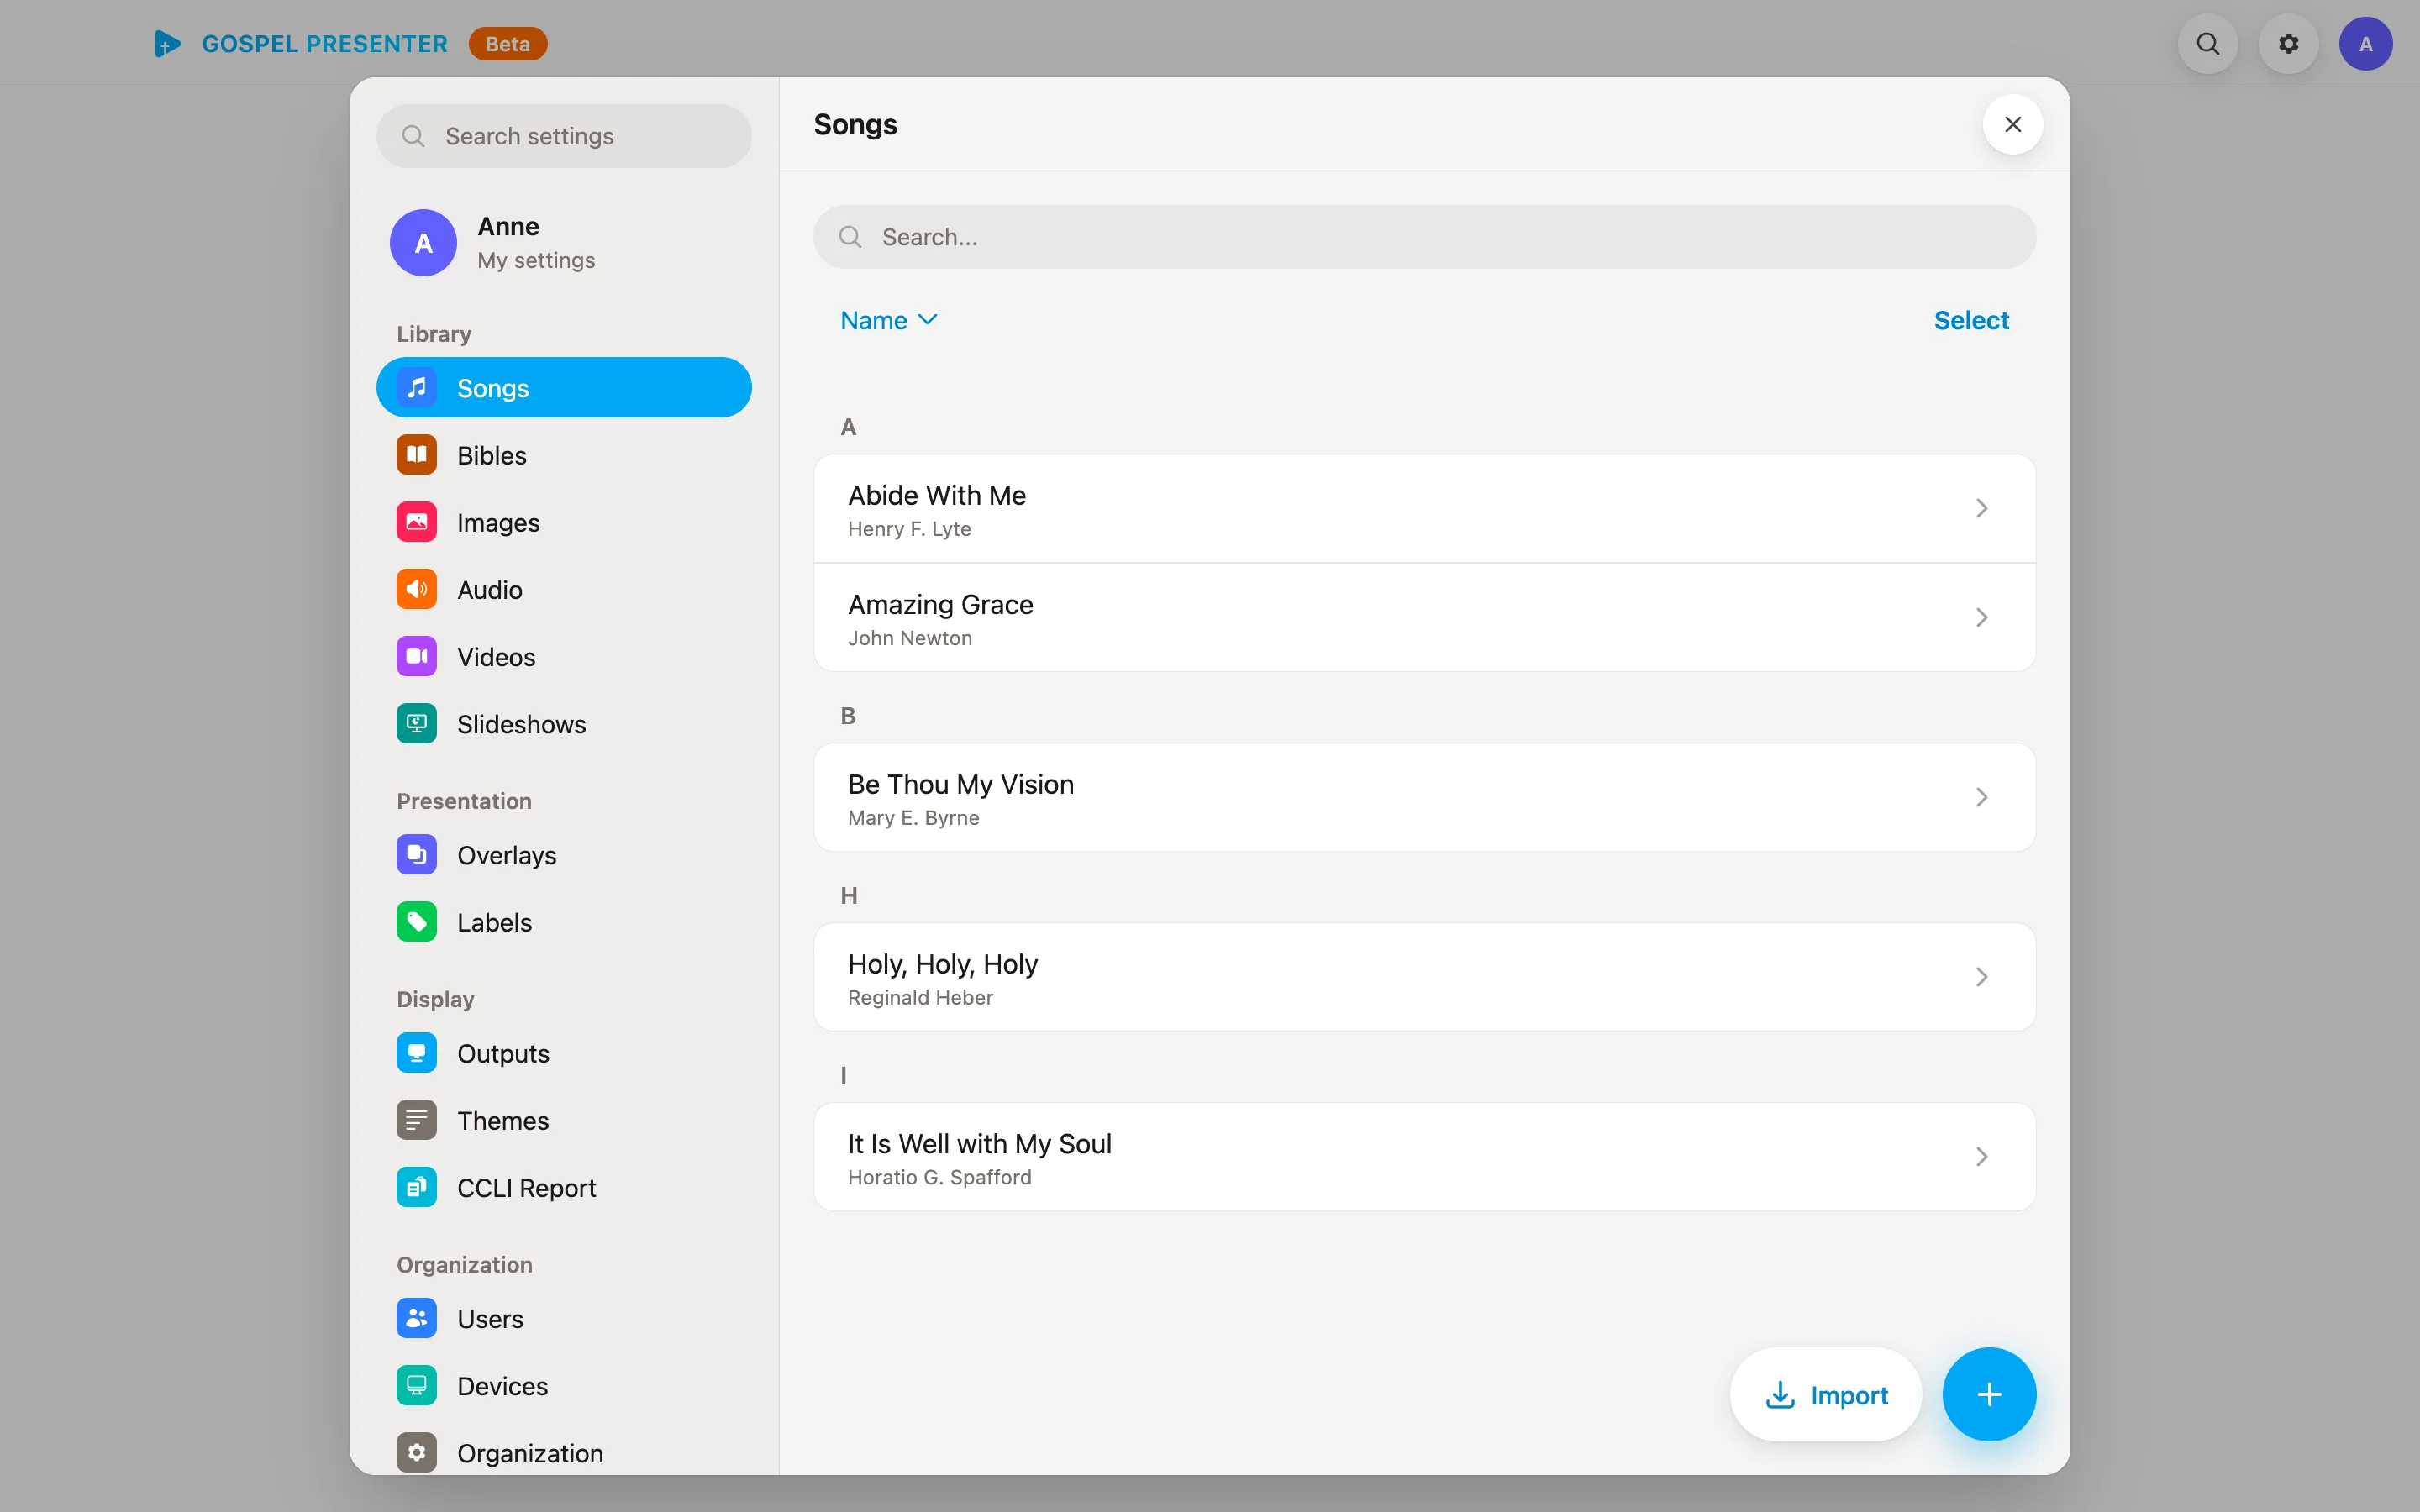 GOSPEL PRESENTER Beta
A
Search settings
A
Anne
My settings
Library
Songs
Bibles
Images
Audio
Videos
Slideshows
Presentation
Overlays
Labels
Display
Outputs
Themes
CCLI Report
Organization
Users
Devices
Organization
Songs
Search...
Name
Select
A
Abide With Me
Henry F. Lyte
Amazing Grace
John Newton
B
Be Thou My Vision
Mary E. Byrne
H
Holy, Holy, Holy
Reginald Heber
I
It Is Well with My Soul
Horatio G. Spafford
Import